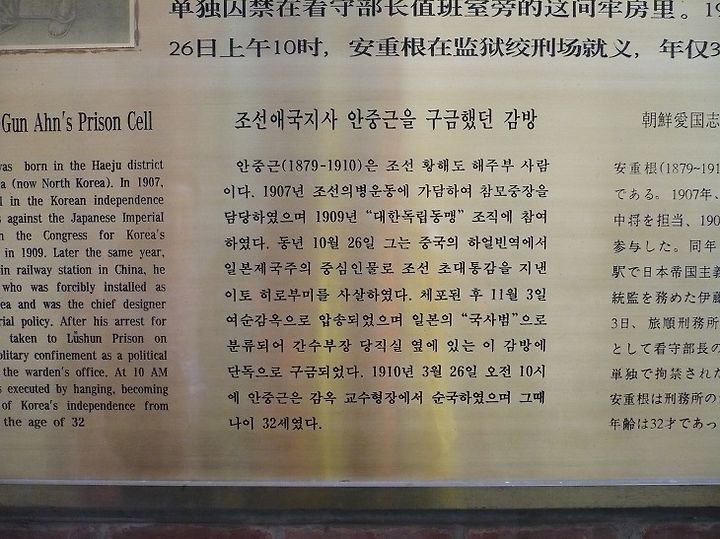 单独囚禁在看守部长值班室旁的这间牢房里。19
26日上午10时，安重根在监狱绞刑场就义，年仅3
Gun Ahn's Prison Cell
was born in the Haeju district
a (now North Korea). In 1907,
l in the Korean independence
s against the Japanese Imperial
n the Congress for Korea's
in 1909. Later the same year,
in railway station in China, he
who was forcibly installed as
ea and was the chief designer
rial policy. After his arrest for
taken to Lüshun Prison on
olitary confinement as a political
the warden's office. At 10 AM
s executed by hanging, becoming
of Korea's independence from
the age of 32
조선애국지사 안중근을 구금했던 감방
안중근(1879-1910)은 조선 황해도 해주부 사람
이다. 1907년 조선의병운동에 가담하여 참모중장을
담당하였으며 1909년 "대한독립동맹" 조직에 참여
하였다. 동년 10월 26일 그는 중국의 하얼빈역에서
일본제국주의 중심인물로 조선 초대통감을 지낸
이토 히로부미를 사살하였다. 체포된 후 11월 3일
여순감옥으로 압송되었으며 일본의 "국사범"으로
분류되어 간수부장 당직실 옆에 있는 이 감방에
단독으로 구금되었다. 1910년 3월 26일 오전 10시
에 안중근은 감옥 교수형장에서 순국하였으며 그때
나이 32세였다.
朝鮮愛国志
安重根(1879~191
である。1907年、
中将を担当、190
参与した。同年
駅で日本帝国主義
統監を務めた伊藤
3日、旅順刑務所
として看守部長の
単独で拘禁された
安重根は刑務所の
年齢は32才であっ